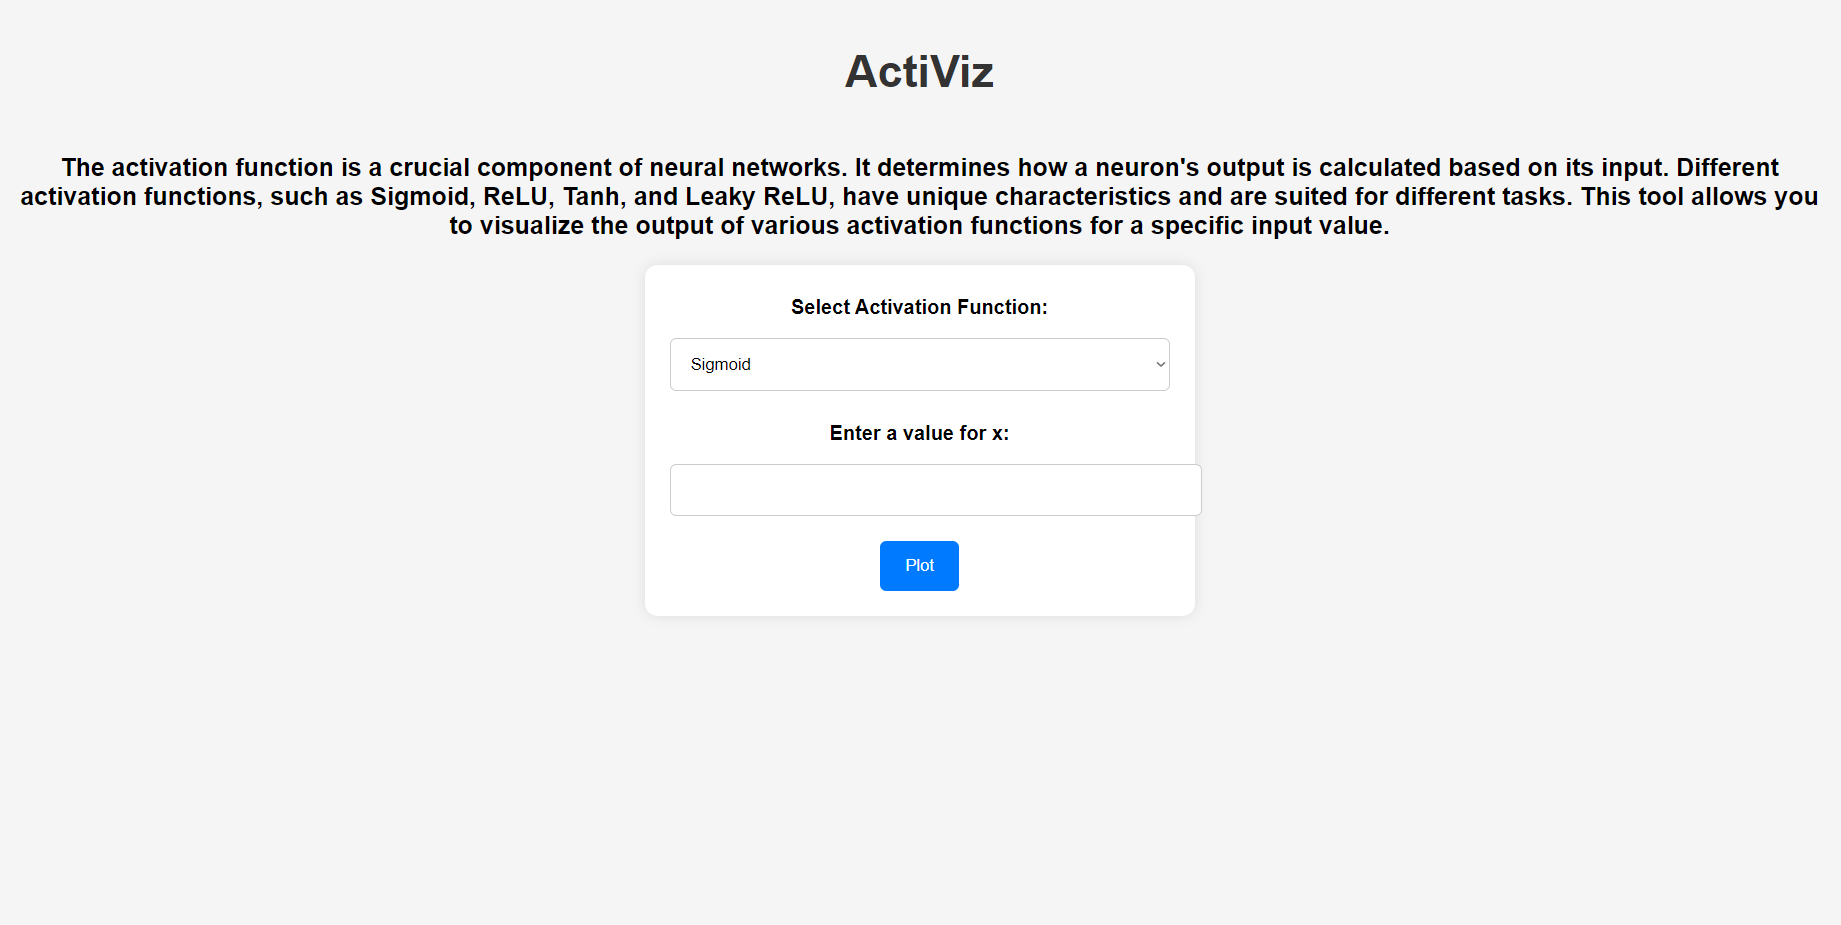 ActiViz
The activation function is a crucial component of neural networks. It determines how a neuron's output is calculated based on its input. Different
activation functions, such as Sigmoid, ReLU, Tanh, and Leaky ReLU, have unique characteristics and are suited for different tasks. This tool allows you
to visualize the output of various activation functions for a specific input value.
Select Activation Function:
Sigmoid
Enter a value for x:
Plot